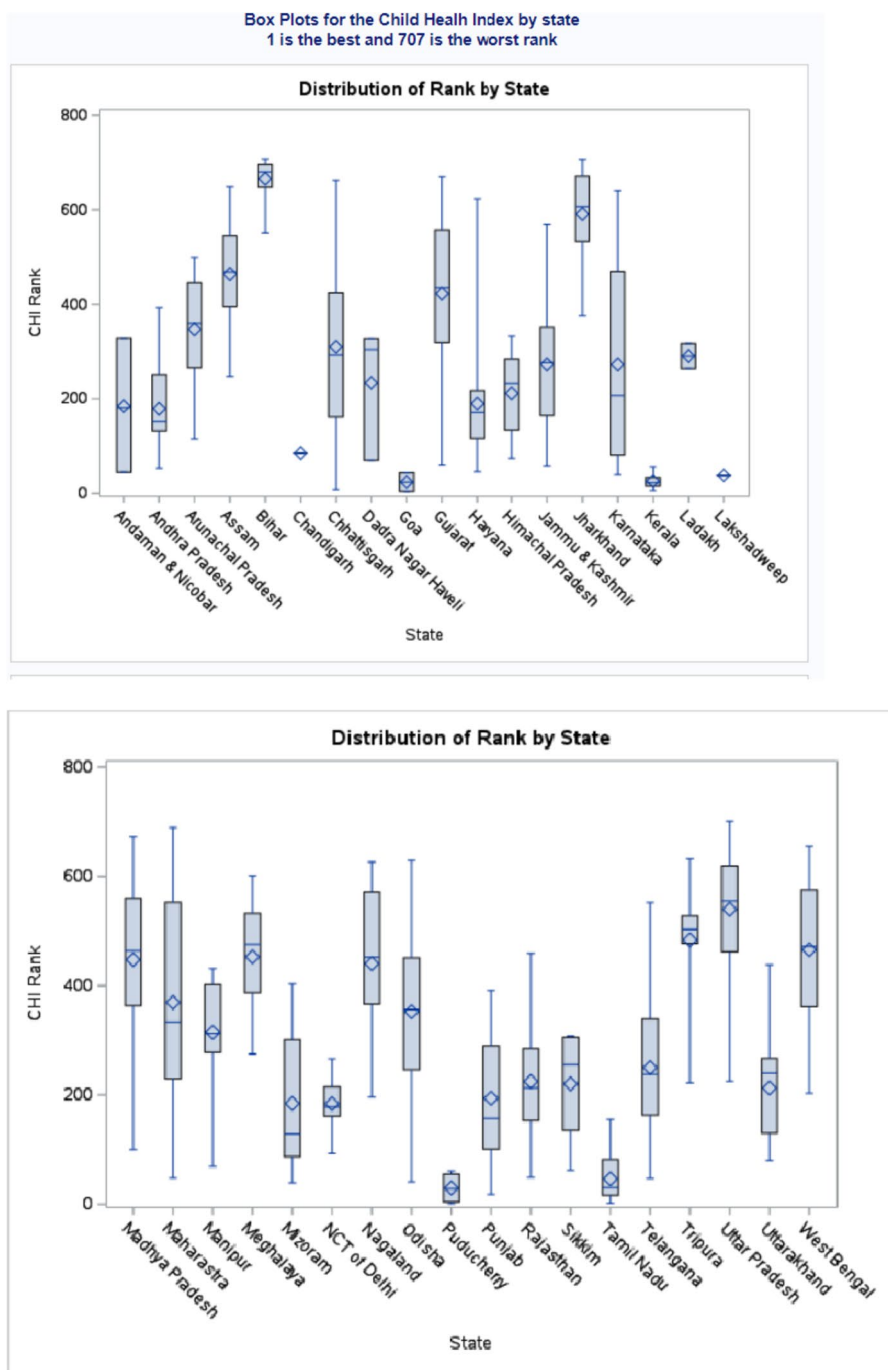 Box Plots for the Child Healh Index by state
1 is the best and 707 is the worst rank
Distribution of Rank by State
800
600
400
200
0
CHI Rank
Andaman & Nicobar
Andhra Pradesh
Arunachal Pradesh
Assam
Bihar
Chandigarh
Chhattisgarh
Dadra Nagar Haveli
Goa
Gujarat
Haryana
Himachal Pradesh
Jammu & Kashmir
Jharkhand
Karnataka
Kerala
Ladakh
Lakshadweep
State
Distribution of Rank by State
800
600
400
200
0
CHI Rank
Madhya Pradesh
Maharastra
Manipur
Meghalaya
Mizoram
NCT of Delhi
Nagaland
Odisha
Puducherry
Punjab
Rajasthan
Sikkim
Tamil Nadu
Telangana
Tripura
Uttar Pradesh
Uttarakhand
West Bengal
State